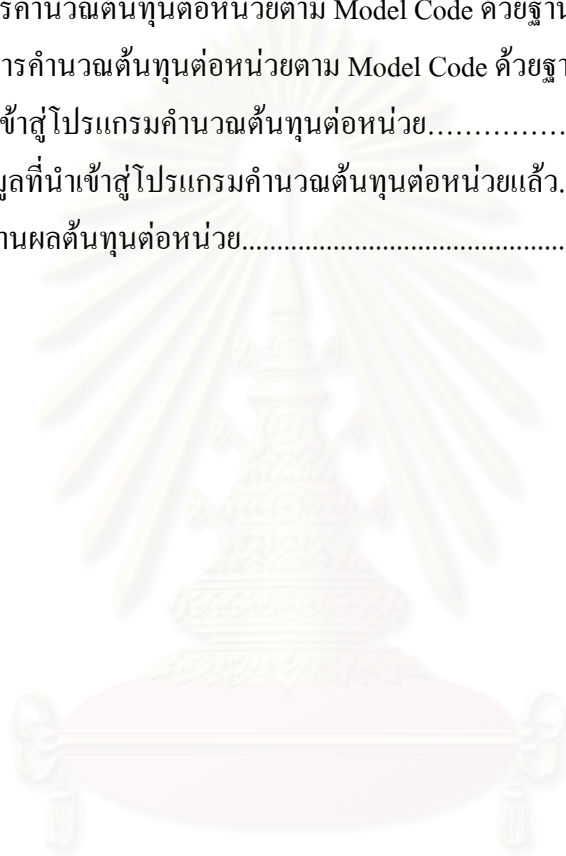 รคำนวณต้นทุนต่อหน่วยตาม Model Code ด้วยฐาน
ารคำนวณต้นทุนต่อหน่วยตาม Model Code ด้วยฐา
ข้าสู่โปรแกรมคำนวณต้นทุนต่อหน่วย………………
มูลที่นำเข้าสู่โปรแกรมคำนวณต้นทุนต่อหน่วยแล้ว.
านผลต้นทุนต่อหน่วย..................................................